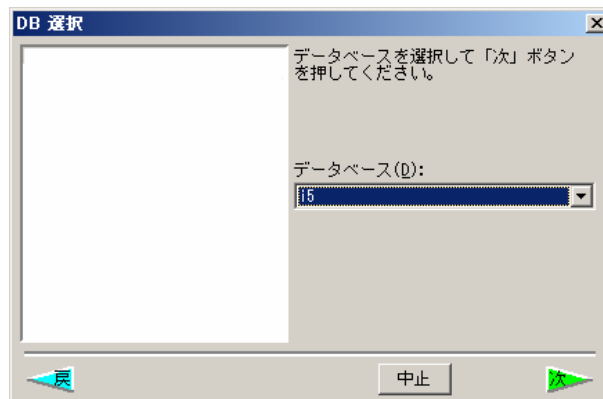 DB 選択
データベースを選択して「次」ボタン
を押してください。
データベース(D):
i5
戻
中止
次